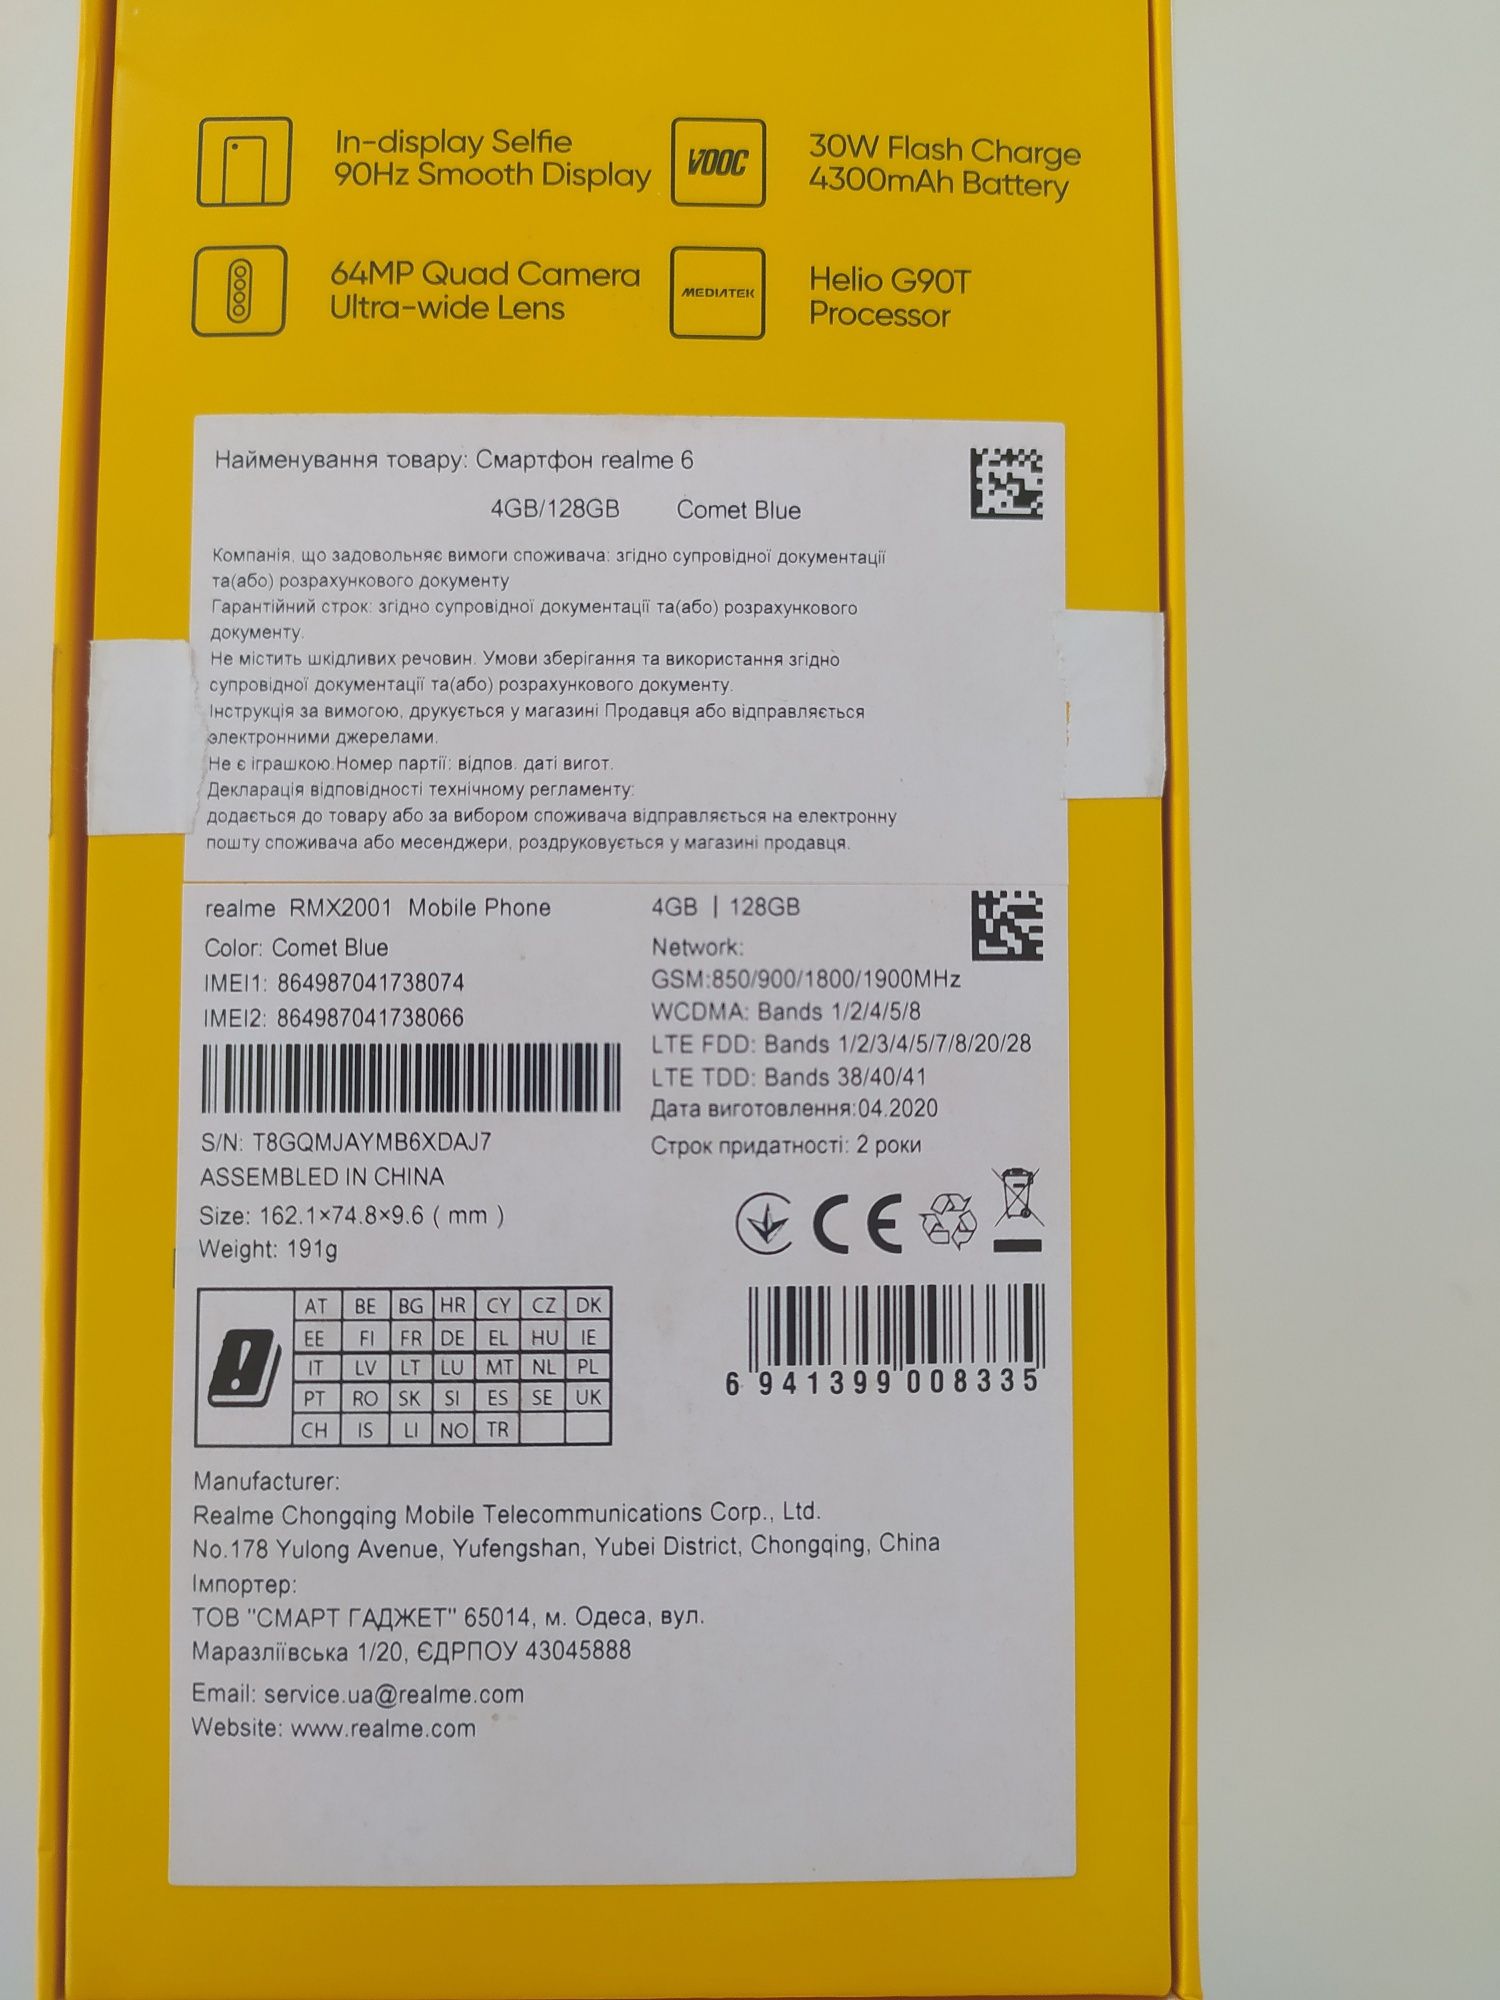 In-display Selfie
90Hz Smooth Display
VOOC
30W Flash Charge
4300mAh Battery
64MP Quad Camera
Ultra-wide Lens
MEDIATEK
Helio G90T
Processor
Найменування товару: Смартфон realme 6
4GB/128GB Comet Blue
Компанія, що задовольняє вимоги споживача: згідно супровідної документації
та(або) розрахункового документу
Гарантійний строк: згідно супровідної документації та(або) розрахункового
документу.
Не містить шкідливих речовин. Умови зберігання та використання згідно
супровідної документації та(або) розрахункового документу.
Інструкція за вимогою, друкується у магазині Продавця або відправляється
электронними джерелами.
Не є іграшкою.Номер партії: відпов. даті вигот.
Декларація відповідності технічному регламенту:
додається до товару або за вибором споживача відправляється на електронну
пошту споживача або месенджери, роздруковується у магазині продавця.
realme RMX2001 Mobile Phone
Color: Comet Blue
IMEI1: 864987041738074
IMEI2: 864987041738066
S/N: T8GQMJAYMB6XDAJ7
ASSEMBLED IN CHINA
Size: 162.1×74.8×9.6 ( mm )
Weight: 191g
4GB | 128GB
Network:
GSM:850/900/1800/1900MHz
WCDMA: Bands 1/2/4/5/8
LTE FDD: Bands 1/2/3/4/5/7/8/20/28
LTE TDD: Bands 38/40/41
Дата виготовлення:04.2020
Строк придатності: 2 роки
CE
AT BE BG HR CY CZ DK
EE FI FR DE EL HU IE
IT LV LT LU MT NL PL
PT RO SK SI ES SE UK
CH IS LI NO TR
6 941399 008335
Manufacturer:
Realme Chongqing Mobile Telecommunications Corp., Ltd.
No.178 Yulong Avenue, Yufengshan, Yubei District, Chongqing, China
Імпортер:
ТОВ "СМАРТ ГАДЖЕТ" 65014, м. Одеса, вул.
Маразліївська 1/20, ЄДРПОУ 43045888
Email: service.ua@realme.com
Website: www.realme.com